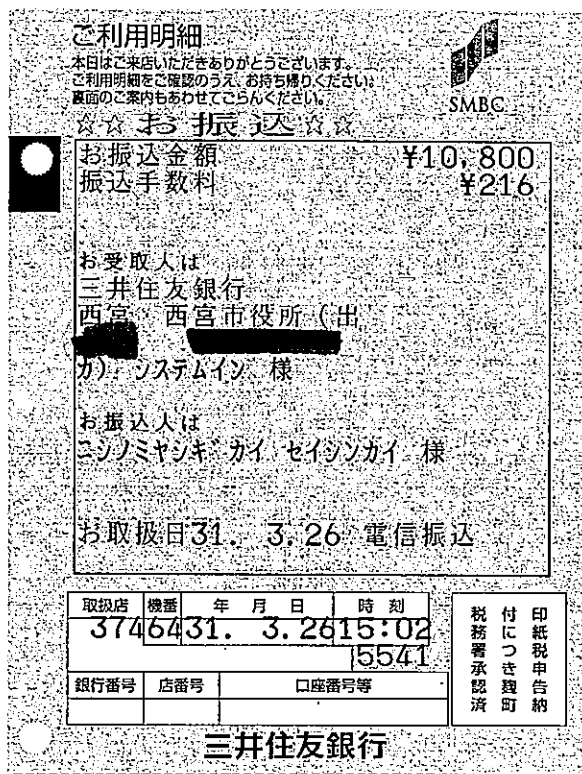 ご利用明細
本日はご来店いただきありがとうございます。
ご利用明細をご確認のうえ、お持ち帰りください。
裏面のご案内もあわせてごらんください。
SMBC
☆☆お振込☆☆
お振込金額 ¥10,800
振込手数料 ¥216
お受取人は
三井住友銀行
西宮 西宮市役所(出
カ)システムイン 様
お振込人は
ニシノミヤシギカイ セイシンカイ 様
お取扱日31. 3.26 電信振込
取扱店 機番 年 月 日 時 刻
374 64 31. 3.26 15:02
5541
銀行番号 店番号 口座番号等
印紙税申告納
付につき麹町
税務署承認済
三井住友銀行